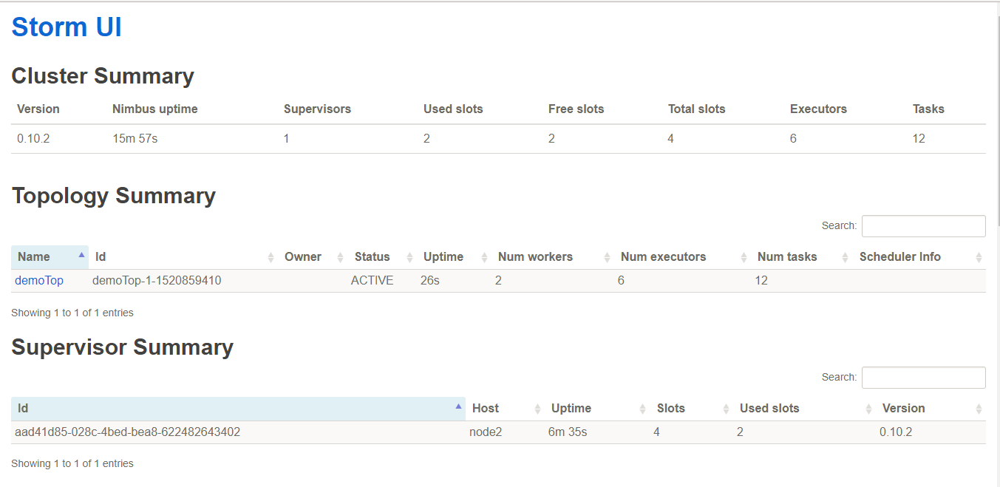 Storm UI
Cluster Summary
Version Nimbus uptime Supervisors Used slots Free slots Total slots Executors Tasks
0.10.2 15m 57s 1 2 2 4 6 12
Topology Summary
Search:
Name Id Owner Status Uptime Num workers Num executors Num tasks Scheduler Info
demoTop demoTop-1-1520859410 ACTIVE 26s 2 6 12
Showing 1 to 1 of 1 entries
Supervisor Summary
Search:
Id Host Uptime Slots Used slots Version
aad41d85-028c-4bed-bea8-622482643402 node2 6m 35s 4 2 0.10.2
Showing 1 to 1 of 1 entries